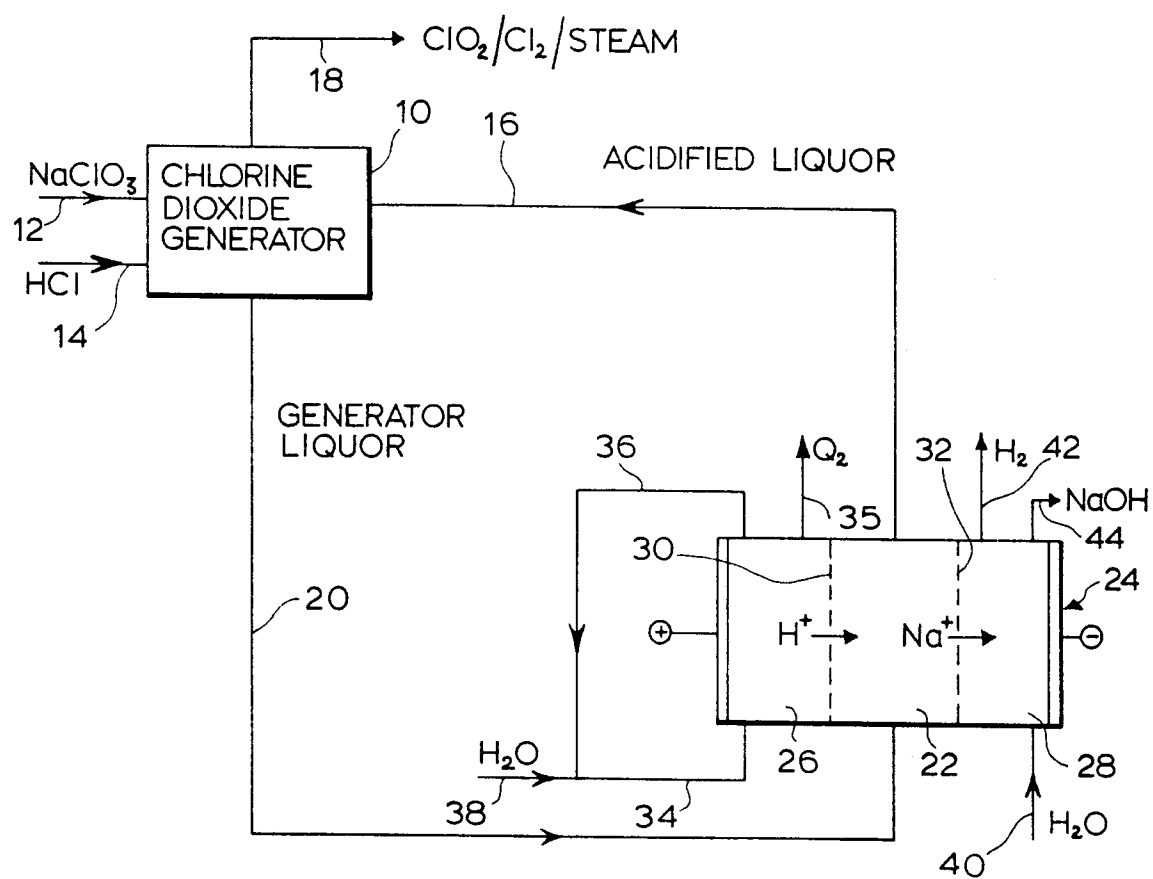 ClO₂/Cl₂/STEAM
18
10
16
ACIDIFIED LIQUOR
NaClO₃
12
CHLORINE
DIOXIDE
GENERATOR
HCl
14
GENERATOR
LIQUOR
36
Q₂
35
32
H₂
42
NaOH
44
30
24
20
+
H⁺
Na⁺
−
26
22
28
H₂O
38
34
H₂O
40